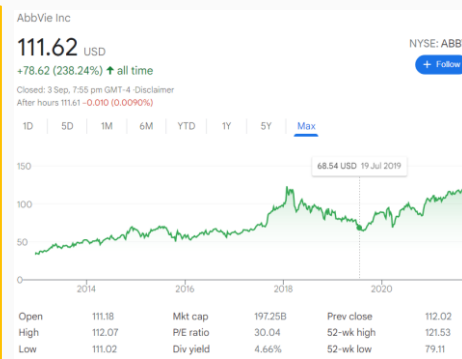 AbbVie Inc
111.62 USD
NYSE: ABB
+78.62 (238.24%) ↑ all time
+ Follow
Closed: 3 Sep, 7:55 pm GMT-4 · Disclaimer
After hours 111.61 −0.010 (0.0090%)
1D 5D 1M 6M YTD 1Y 5Y Max
68.54 USD 19 Jul 2019
150
100
50
0
2014 2016 2018 2020
Open 111.18 Mkt cap 197.25B Prev close 112.02
High 112.07 P/E ratio 30.04 52-wk high 121.53
Low 111.02 Div yield 4.66% 52-wk low 79.11